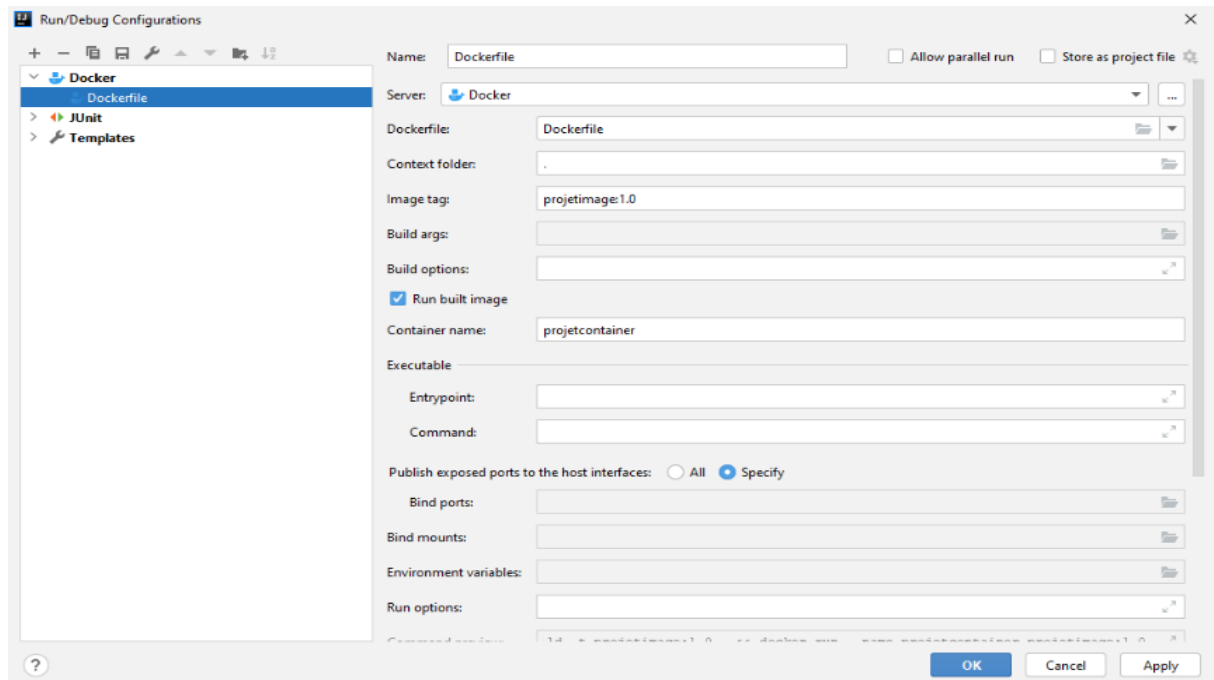 Run/Debug Configurations
Docker
Dockerfile
JUnit
Templates
Name: Dockerfile Allow parallel run Store as project file
Server: Docker ...
Dockerfile: Dockerfile
Context folder: .
Image tag: projetimage:1.0
Build args:
Build options:
Run built image
Container name: projetcontainer
Executable
Entrypoint:
Command:
Publish exposed ports to the host interfaces: All Specify
Bind ports:
Bind mounts:
Environment variables:
Run options:
?
OK Cancel Apply